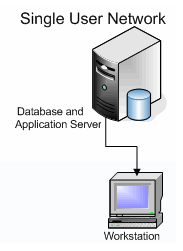 Single User Network
Database and
Application Server
Workstation